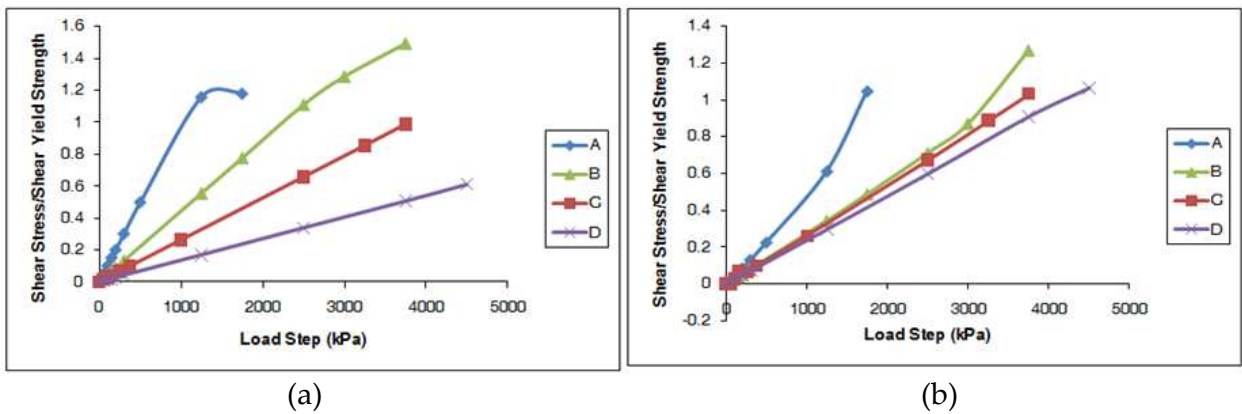 Shear Stress/Shear Yield Strength
1.6
1.4
1.2
1
0.8
0.6
0.4
0.2
0
0 1000 2000 3000 4000 5000
Load Step (kPa)
A
B
C
D
(a)
Shear Stress/Shear Yield Strength
1.4
1.2
1
0.8
0.6
0.4
0.2
0
-0.2
0 1000 2000 3000 4000 5000
Load Step (kPa)
A
B
C
D
(b)